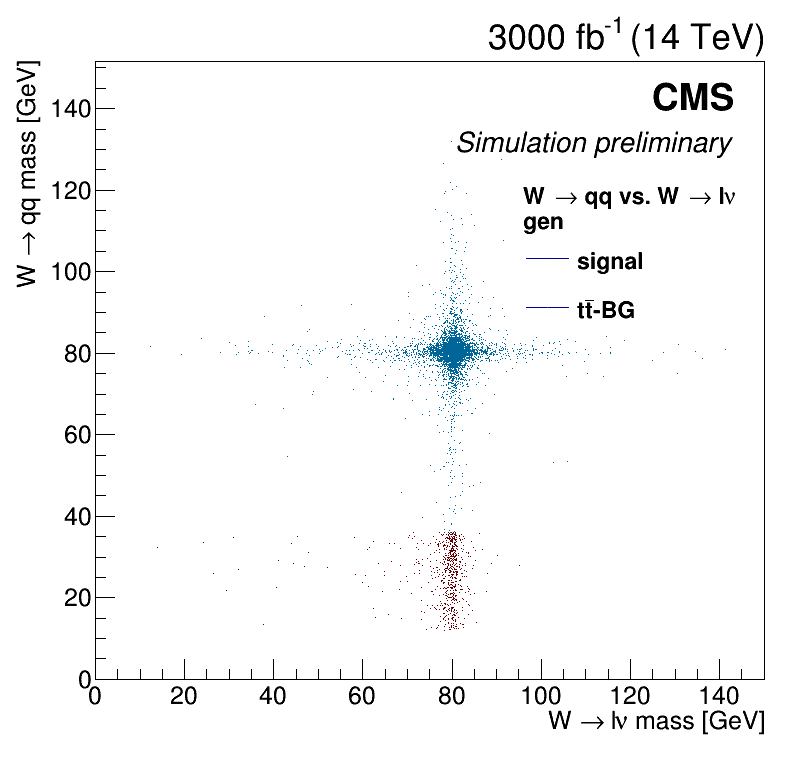 3000 fb⁻¹ (14 TeV)
W → qq mass [GeV]
CMS
Simulation preliminary
W → qq vs. W → lν
gen
signal
tt̄-BG
140
120
100
80
60
40
20
0
0 20 40 60 80 100 120 140
W → lν mass [GeV]